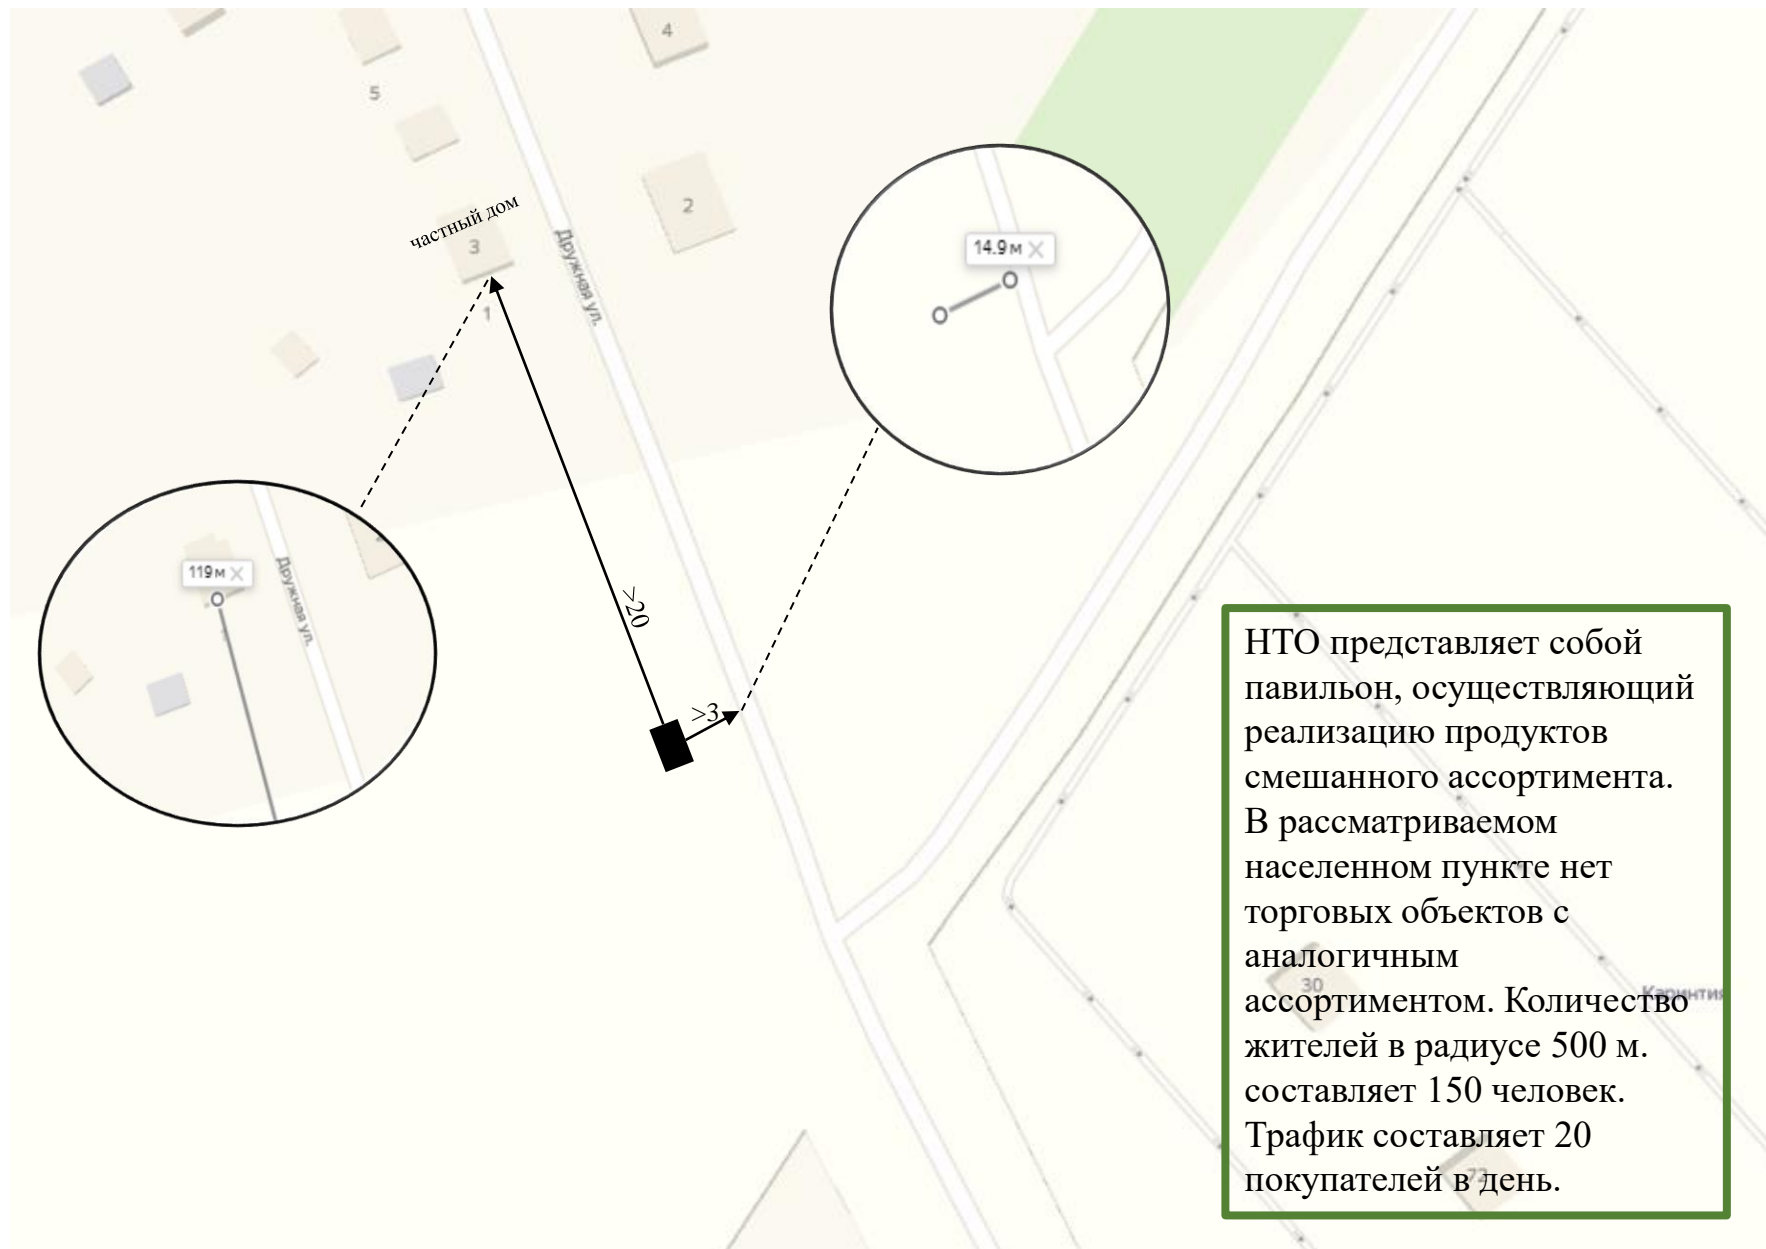 4
5
частный дом
2
3
Дружная ул.
14.9 м
1
119 м
Дружная ул.
>20
>3
НТО представляет собой
павильон, осуществляющий
реализацию продуктов
смешанного ассортимента.
В рассматриваемом
населенном пункте нет
торговых объектов с
аналогичным
ассортиментом. Количество
жителей в радиусе 500 м.
составляет 150 человек.
Трафик составляет 20
покупателей в день.
30
Каринтия